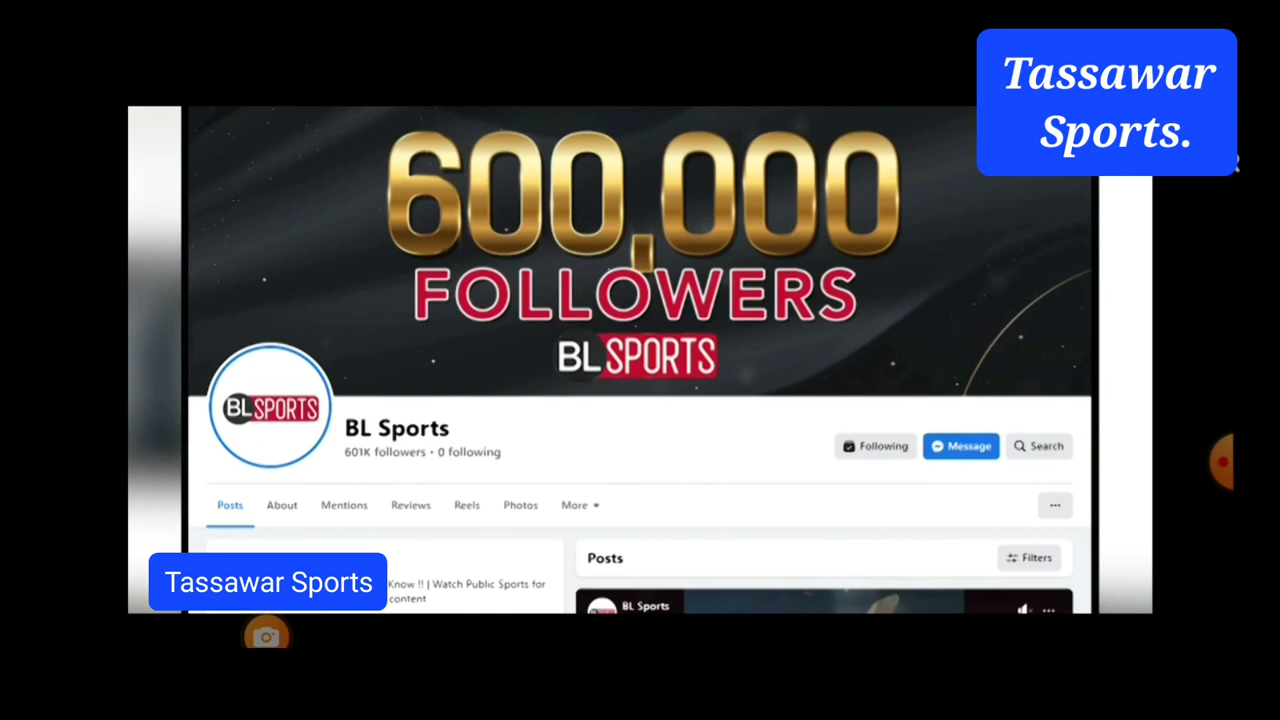 Tassawar
Sports.
600,000
FOLLOWERS
BL SPORTS
BL SPORTS
BL Sports
601K followers • 0 following
Following
Message
Search
Posts
About
Mentions
Reviews
Reels
Photos
More
Posts
Filters
Tassawar Sports
Know !! | Watch Public Sports for
content
BL Sports